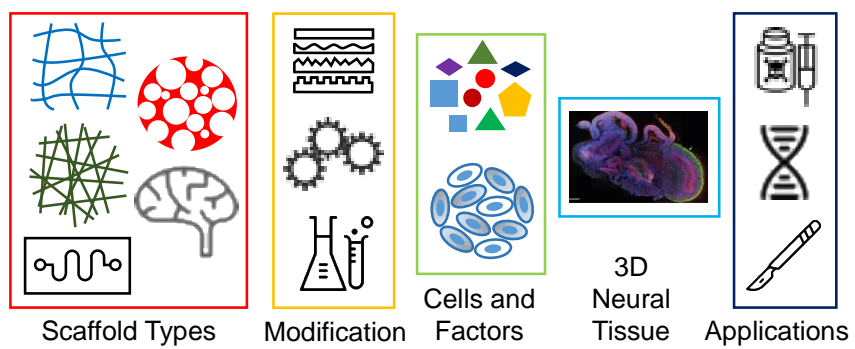 Scaffold Types
Modification
Cells and
Factors
3D
Neural
Tissue
Applications